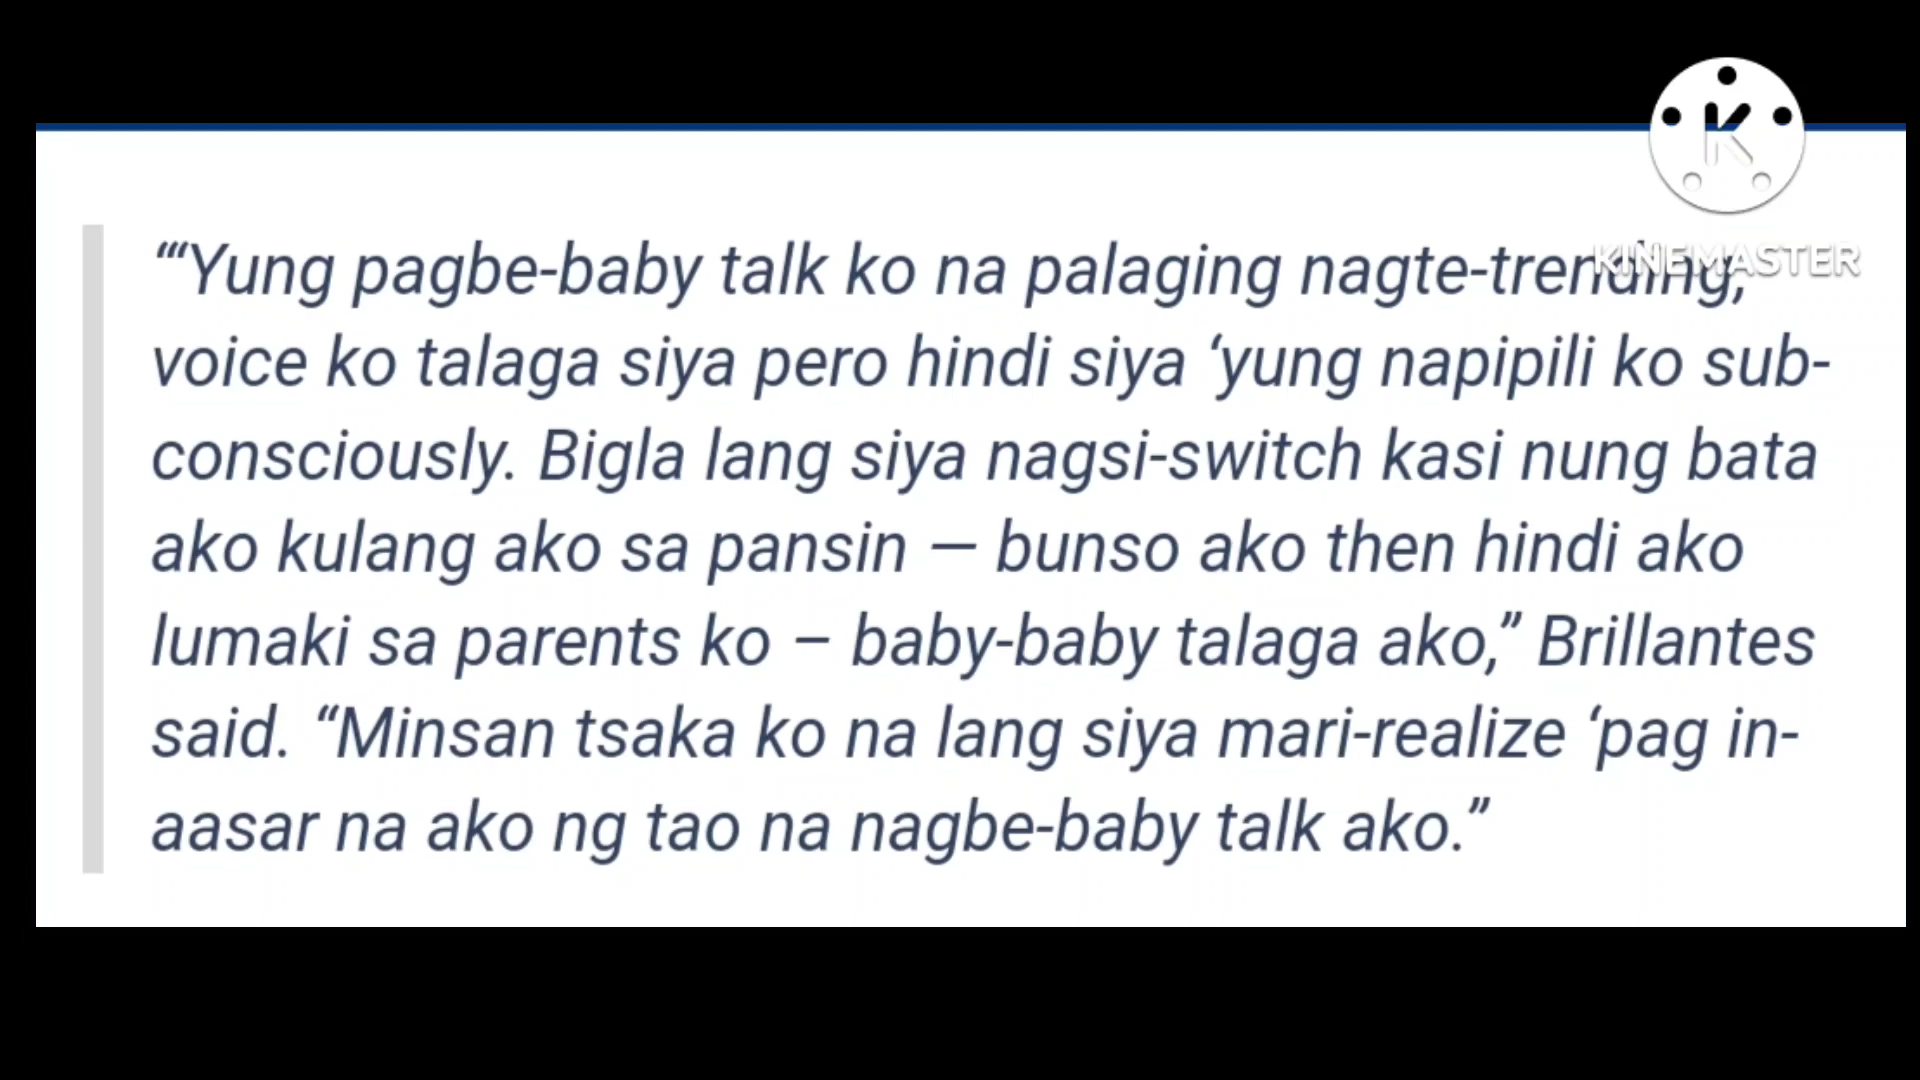 “‘Yung pagbe-baby talk ko na palaging nagte-trending,
voice ko talaga siya pero hindi siya ‘yung napipili ko sub-
consciously. Bigla lang siya nagsi-switch kasi nung bata
ako kulang ako sa pansin — bunso ako then hindi ako
lumaki sa parents ko – baby-baby talaga ako,” Brillantes
said. “Minsan tsaka ko na lang siya mari-realize ‘pag in-
aasar na ako ng tao na nagbe-baby talk ako.”
K
KINEMASTER